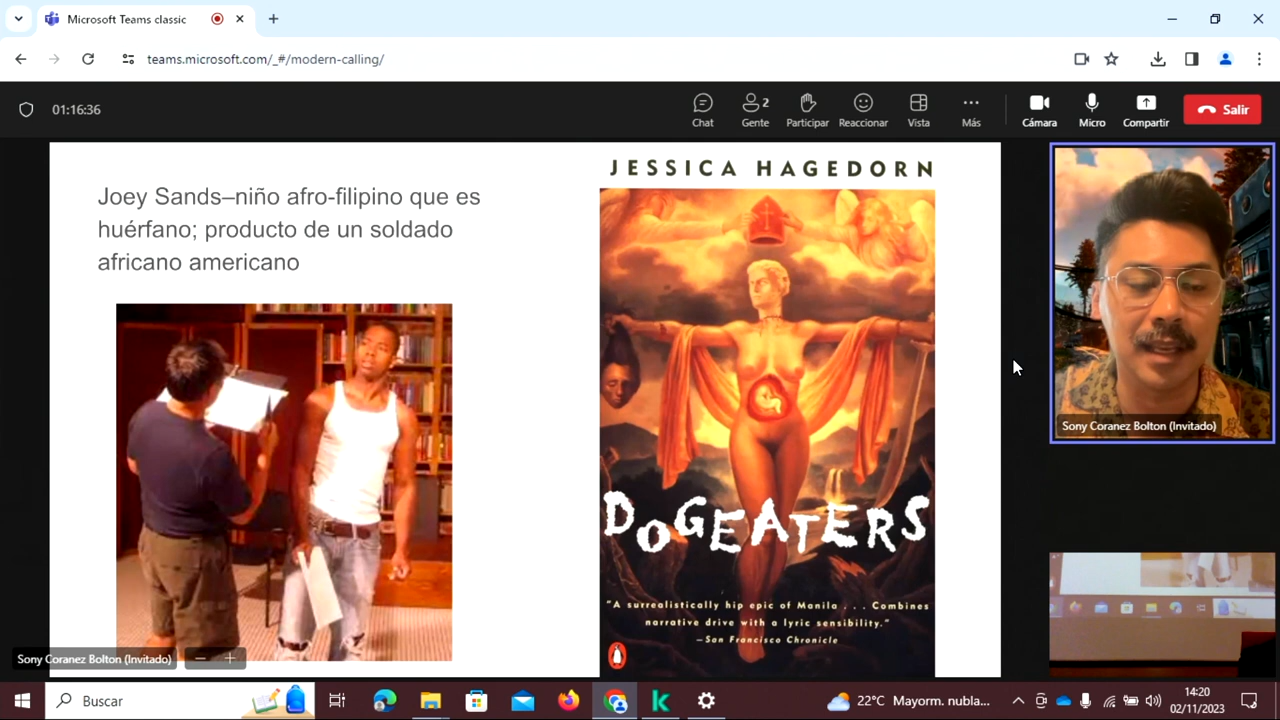 Microsoft Teams classic
teams.microsoft.com/_#/modern-calling/
01:16:36
Chat
2
Gente
Participar
Reaccionar
Vista
Más
Cámara
Micro
Compartir
Salir
Joey Sands–niño afro-filipino que es
huérfano; producto de un soldado
africano americano
JESSICA HAGEDORN
DOGEATERS
"A surrealistically hip epic of Manila . . . Combines
narrative drive with a lyric sensibility."
—San Francisco Chronicle
Sony Coranez Bolton (Invitado)
Sony Coranez Bolton (Invitado)
Buscar
22°C Mayorm. nubla...
14:20
02/11/2023